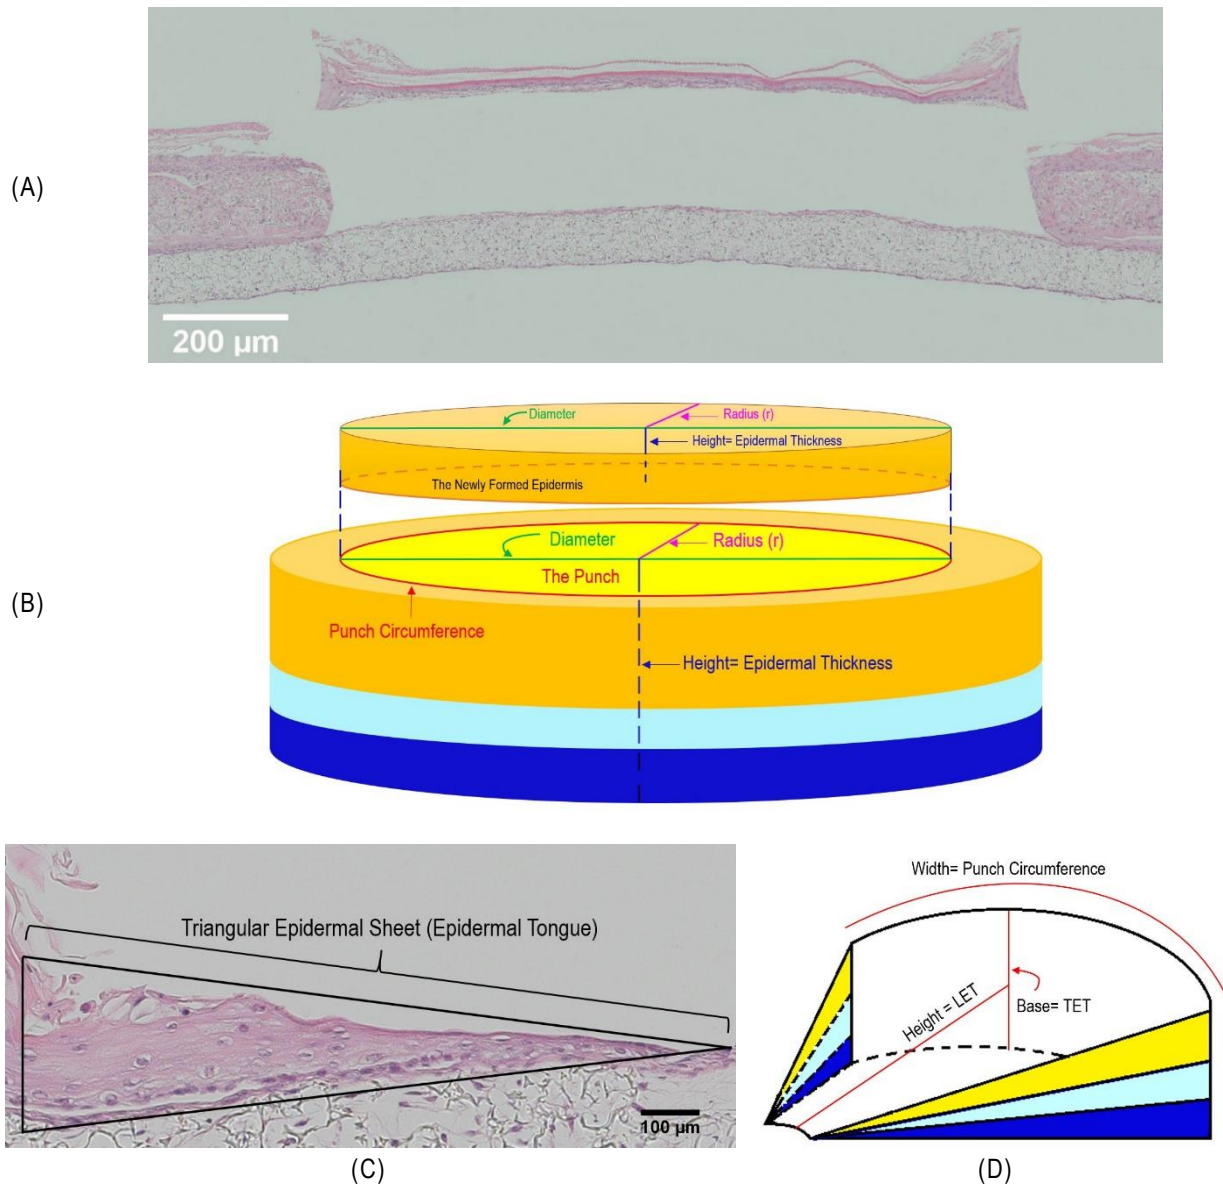 (A)
200 µm
Diameter
Radius (r)
Height= Epidermal Thickness
The Newly Formed Epidermis
(B)
Diameter
Radius (r)
The Punch
Punch Circumference
Height= Epidermal Thickness
Triangular Epidermal Sheet (Epidermal Tongue)
100 µm
(C)
Width= Punch Circumference
Height = LET
Base= TET
(D)